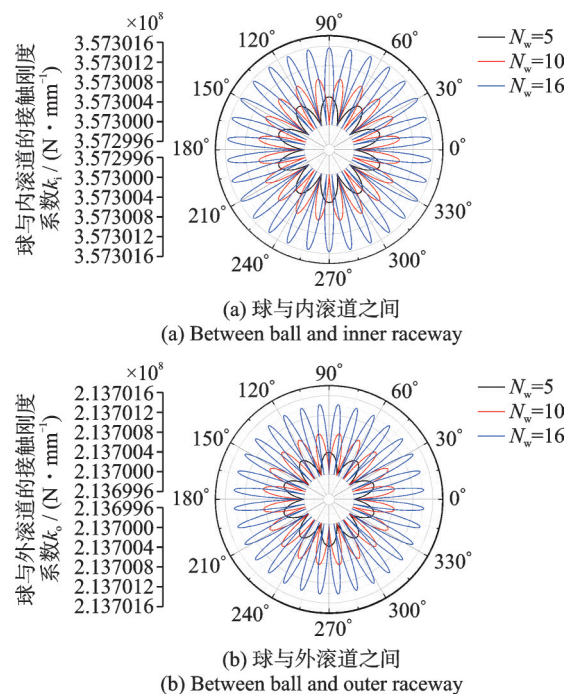 ×10⁸
3.573016
3.573012
3.573008
3.573004
3.573000
3.572996
3.572996
3.573000
3.573004
3.573008
3.573012
3.573016
球与内滚道的接触刚度
系数kᵢ / (N・mm⁻¹)
90°
120° 60°
150° 30°
180° 0°
210° 330°
240° 300°
270°
N_w=5
N_w=10
N_w=16
(a) 球与内滚道之间
(a) Between ball and inner raceway
×10⁸
2.137016
2.137012
2.137008
2.137004
2.137000
2.136996
2.136996
2.137000
2.137004
2.137008
2.137012
2.137016
球与外滚道的接触刚度
系数kₒ / (N・mm⁻¹)
90°
120° 60°
150° 30°
180° 0°
210° 330°
240° 300°
270°
N_w=5
N_w=10
N_w=16
(b) 球与外滚道之间
(b) Between ball and outer raceway